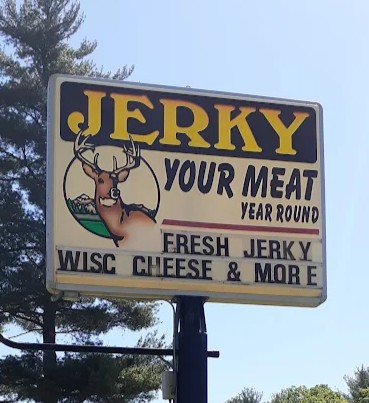 JERKY
YOUR MEAT
YEAR ROUND
FRESH JERKY
WISC CHEESE & MORE